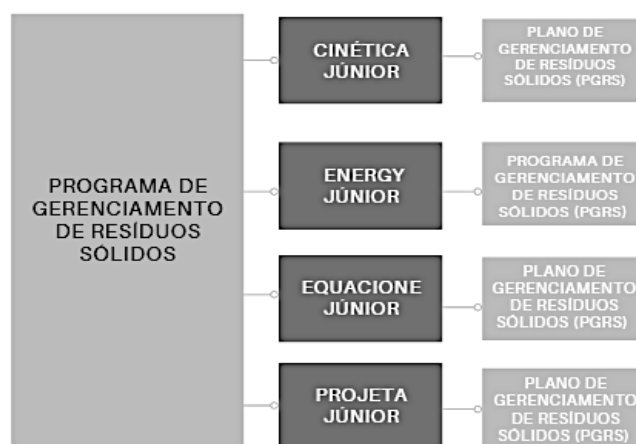 PROGRAMA DE
GERENCIAMENTO
DE RESÍDUOS
SÓLIDOS
CINÉTICA
JÚNIOR
PLANO DE
GERENCIAMENTO
DE RESÍDUOS
SÓLIDOS (PGRS)
ENERGY
JÚNIOR
PROGRAMA DE
GERENCIAMENTO
DE RESÍDUOS
SÓLIDOS (PGRS)
EQUACIONE
JÚNIOR
PLANO DE
GERENCIAMENTO
DE RESÍDUOS
SÓLIDOS (PGRS)
PROJETA
JÚNIOR
PLANO DE
GERENCIAMENTO
DE RESÍDUOS
SÓLIDOS (PGRS)